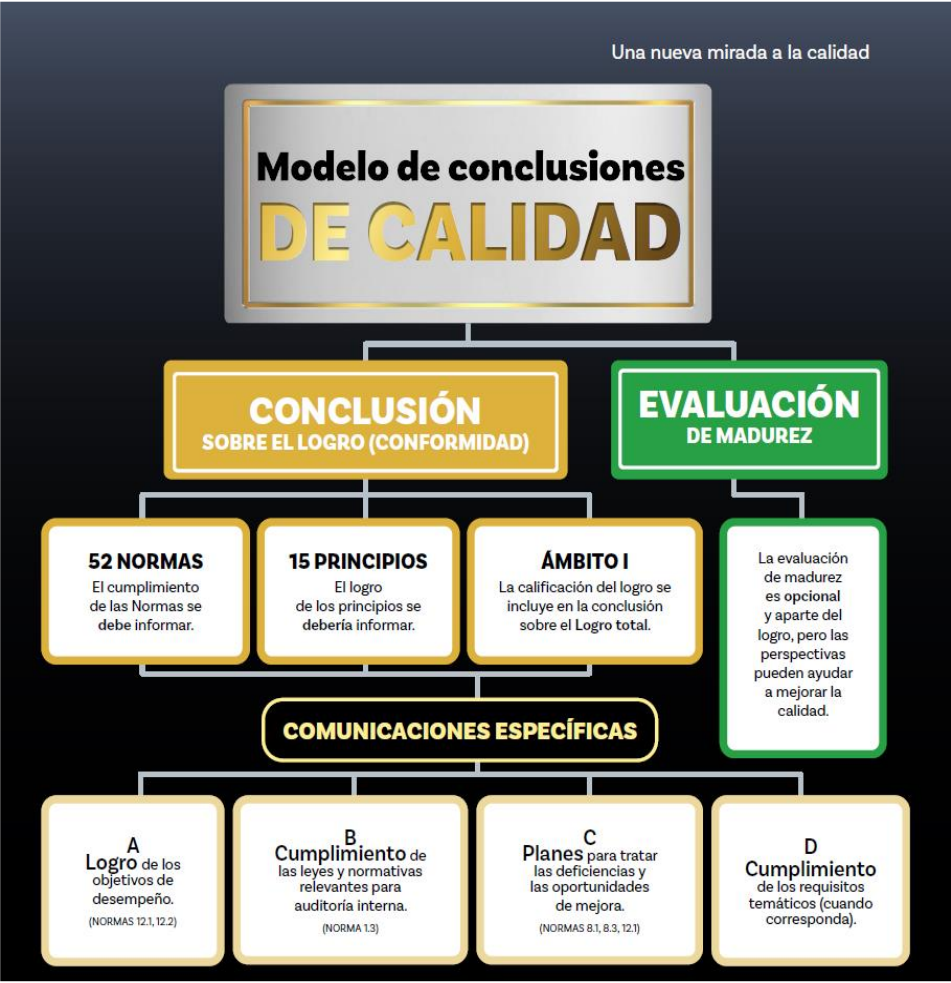 Una nueva mirada a la calidad
Modelo de conclusiones
DE CALIDAD
CONCLUSIÓN
SOBRE EL LOGRO (CONFORMIDAD)
EVALUACIÓN
DE MADUREZ
52 NORMAS
El cumplimiento
de las Normas se
debe informar.
15 PRINCIPIOS
El logro
de los principios se
debería informar.
ÁMBITO I
La calificación del logro se
incluye en la conclusión
sobre el Logro total.
La evaluación
de madurez
es opcional
y aparte del
logro, pero las
perspectivas
pueden ayudar
a mejorar la
calidad.
COMUNICACIONES ESPECÍFICAS
A
Logro de los
objetivos de
desempeño.
(NORMAS 12.1, 12.2)
B
Cumplimiento de
las leyes y normativas
relevantes para
auditoría interna.
(NORMA 1.3)
C
Planes para tratar
las deficiencias y
las oportunidades
de mejora.
(NORMAS 8.1, 8.3, 12.1)
D
Cumplimiento
de los requisitos
temáticos (cuando
corresponda).